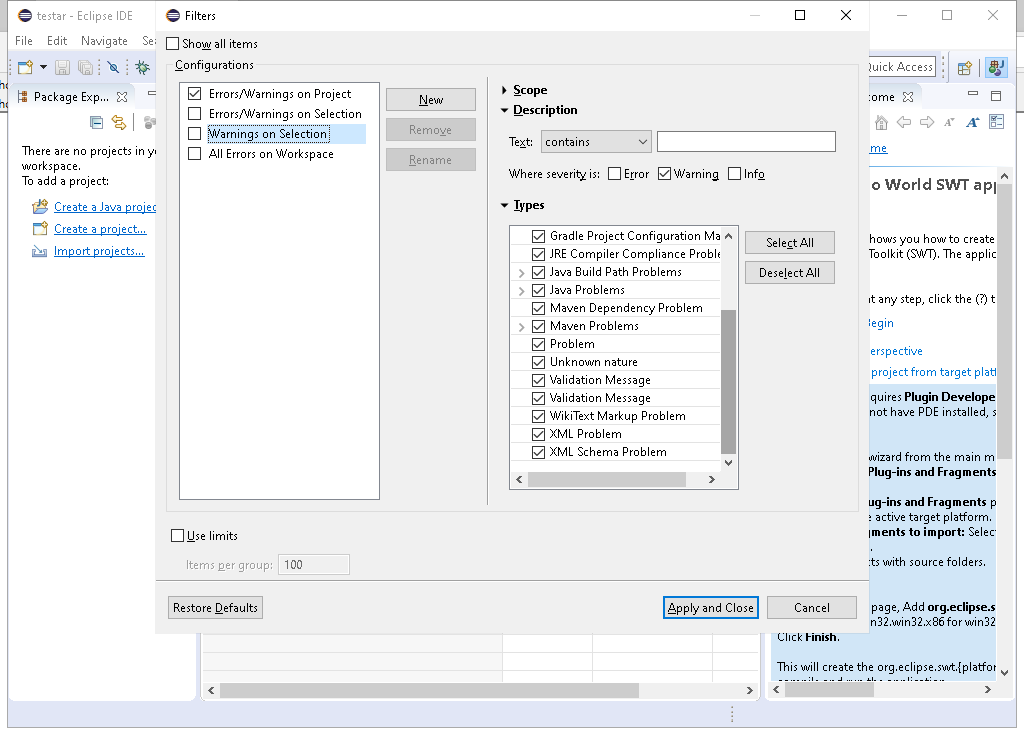 testar - Eclipse IDE
Filters
File Edit Navigate
Show all items
Configurations
Errors/Warnings on Project
Errors/Warnings on Selection
Warnings on Selection
All Errors on Workspace
New
Remove
Rename
Scope
Description
Text: contains
Where severity is: Error Warning Info
Types
Gradle Project Configuration Ma
JRE Compiler Compliance Proble
Java Build Path Problems
Java Problems
Maven Dependency Problem
Maven Problems
Problem
Unknown nature
Validation Message
Validation Message
WikiText Markup Problem
XML Problem
XML Schema Problem
Select All
Deselect All
Use limits
Items per group: 100
Restore Defaults
Apply and Close
Cancel
Quick Access
Package Exp...
There are no projects in yo
workspace.
To add a project:
Create a Java projec
Create a project...
Import projects...
ome
me
o World SWT app
hows you how to create
Toolkit (SWT). The applic
t any step, click the (?) t
Begin
erspective
project from target platf
quires Plugin Develope
not have PDE installed, s
wizard from the main m
Plug-ins and Fragments
ug-ins and Fragments p
e active target platform.
gments to import: Selec
cts with source folders.
page, Add org.eclipse.s
n32.win32.x86 for win32
Click Finish.
This will create the org.eclipse.swt.{platfor
compile and run the application.